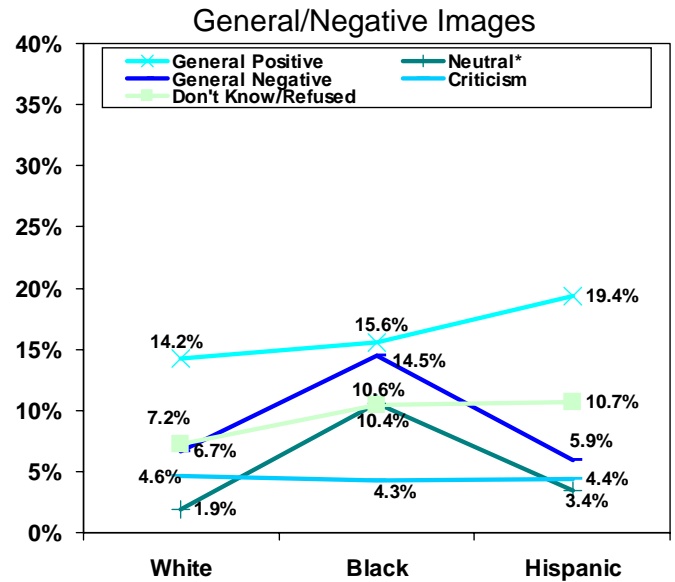 General/Negative Images
40%
General Positive Neutral*
General Negative Criticism
Don't Know/Refused
35%
30%
25%
20%
19.4%
14.2% 15.6%
15%
14.5%
10.6% 10.7%
10%
10.4%
7.2%
6.7% 5.9%
5%
4.6% 4.3% 4.4%
1.9% 3.4%
0%
White Black Hispanic